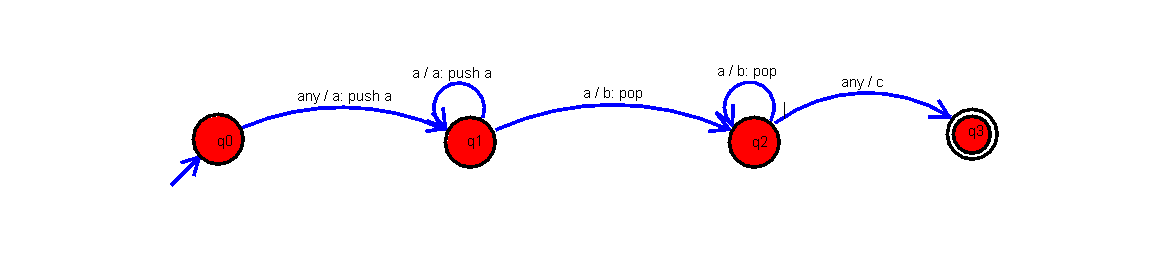 any / a: push a
a / a: push a
a / b: pop
a / b: pop
any / c
q0
q1
q2
q3